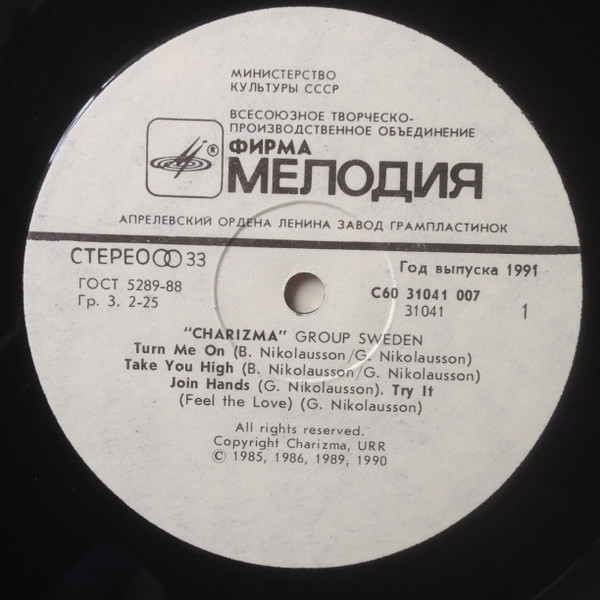 МИНИСТЕРСТВО
КУЛЬТУРЫ СССР
ВСЕСОЮЗНОЕ ТВОРЧЕСКО-
ПРОИЗВОДСТВЕННОЕ ОБЪЕДИНЕНИЕ
®
ФИРМА
МЕЛОДИЯ
АПРЕЛЕВСКИЙ ОРДЕНА ЛЕНИНА ЗАВОД ГРАМПЛАСТИНОК
СТЕРЕО 33
Год выпуска 1991
ГОСТ 5289-88
Гр. 3. 2-25
С60 31041 007
31041
1
"CHARIZMA" GROUP SWEDEN
Turn Me On (B. Nikolausson/G. Nikolausson)
Take You High (B. Nikolausson/G. Nikolausson)
Join Hands (G. Nikolausson). Try It
(Feel the Love) (G. Nikolausson)
All rights reserved.
Copyright Charizma, URR
© 1985, 1986, 1989, 1990